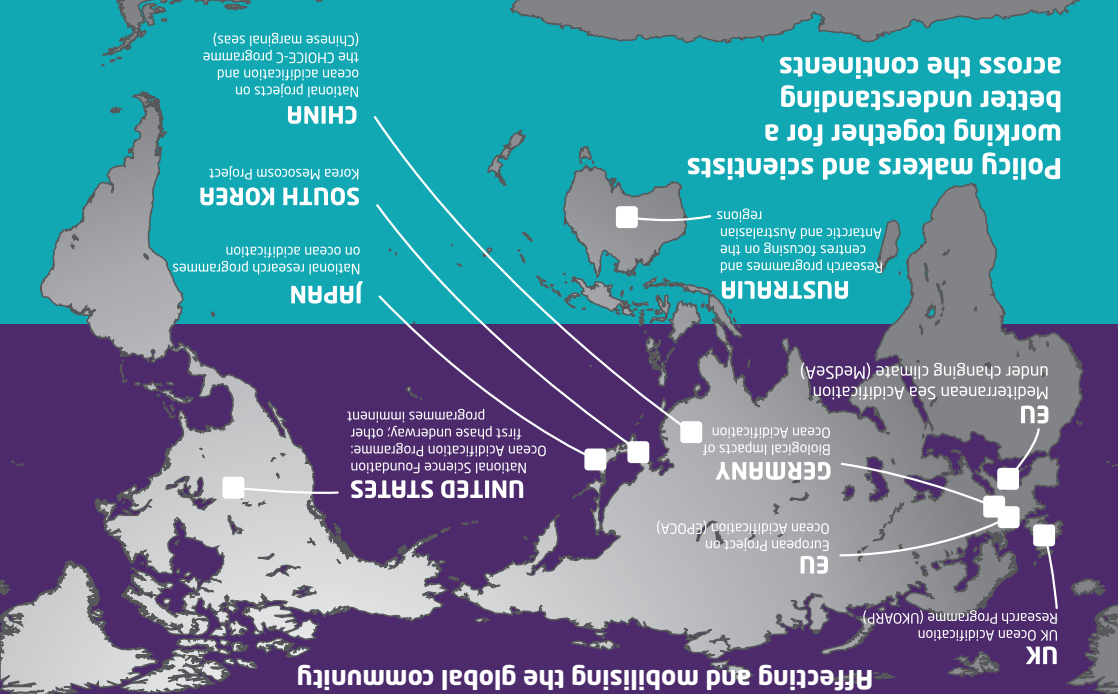 Affecting and mobilising the global community
UK
UK Ocean Acidification
Research Programme (UKOARP)
EU
European Project on
Ocean Acidification (EPOCA)
GERMANY
Biological Impacts of
Ocean Acidification
EU
Mediterranean Sea Acidification
under changing climate (MedSeA)
UNITED STATES
National Science Foundation
Ocean Acidification Programme:
first phase underway; other
programmes imminent
JAPAN
National research programmes
on ocean acidification
SOUTH KOREA
Korea Mesocosm Project
CHINA
National projects on
ocean acidification and
the CHOICE-C programme
(Chinese marginal seas)
AUSTRALIA
Research programmes and
centres focusing on the
Antarctic and Australasian
regions
Policy makers and scientists
working together for a
better understanding
across the continents